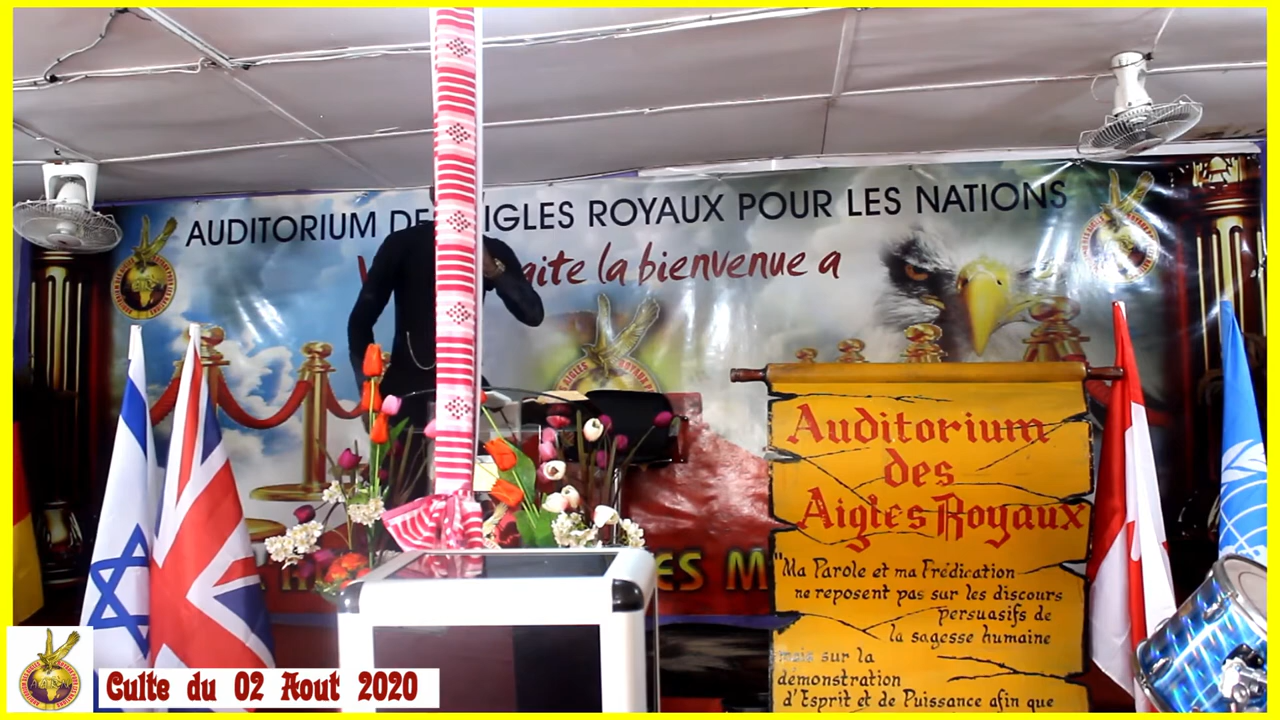 AUDITORIUM DE IGLES ROYAUX POUR LES NATIONS
aite la bienvenue a
Auditorium
des
Aigles Royaux
"Ma Parole et ma Prédication
ne reposent pas sur les discours
persuasifs de
la sagesse humaine
mais sur la
démonstration
d'Esprit et de Puissance afin que
ES M
Culte du 02 Aout 2020